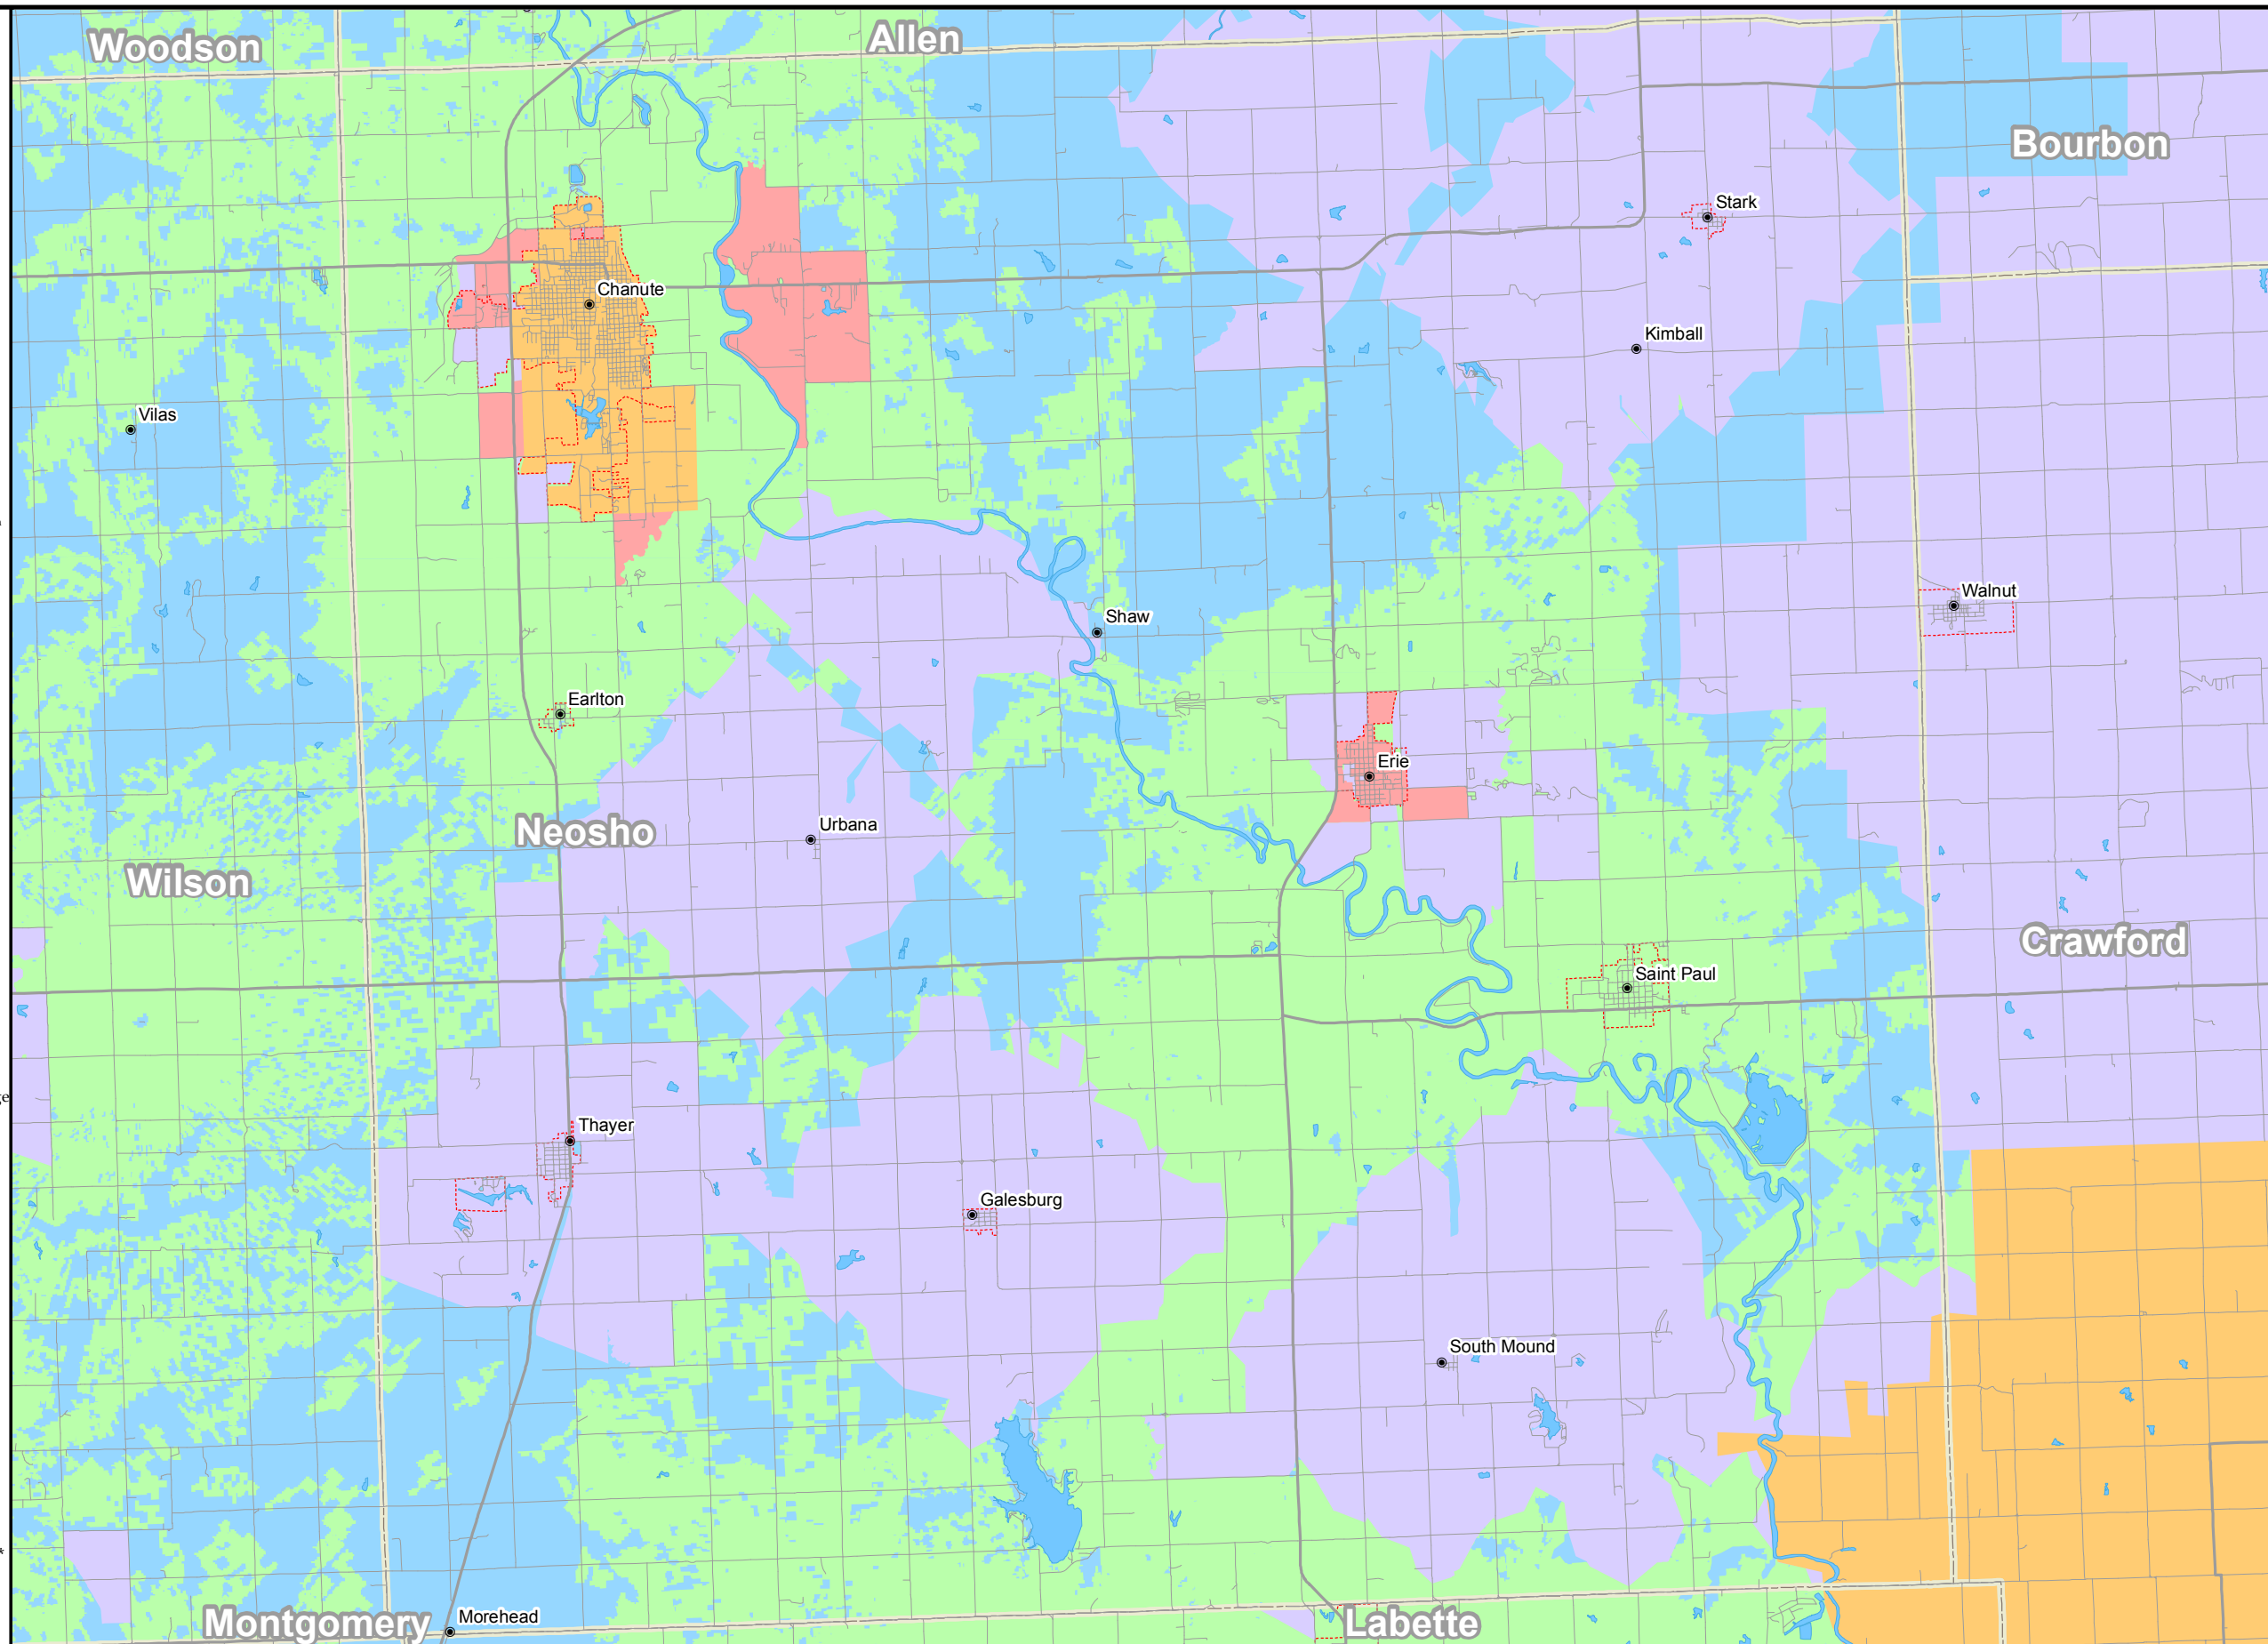 Woodson
Allen
Bourbon
Stark
Chanute
Kimball
Vilas
Walnut
Shaw
Earlton
Erie
Urbana
Neosho
Wilson
Crawford
Saint Paul
ge
Thayer
Galesburg
South Mound
*
Montgomery
Morehead
Labette